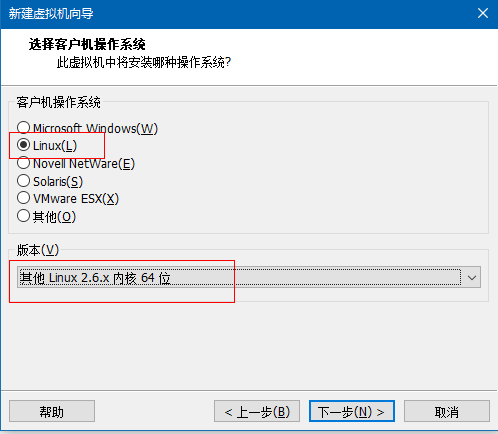 新建虚拟机向导
选择客户机操作系统
此虚拟机中将安装哪种操作系统?
客户机操作系统
Microsoft Windows(W)
Linux(L)
Novell NetWare(E)
Solaris(S)
VMware ESX(X)
其他(O)
版本(V)
其他 Linux 2.6.x 内核 64 位
帮助
< 上一步(B)
下一步(N) >
取消